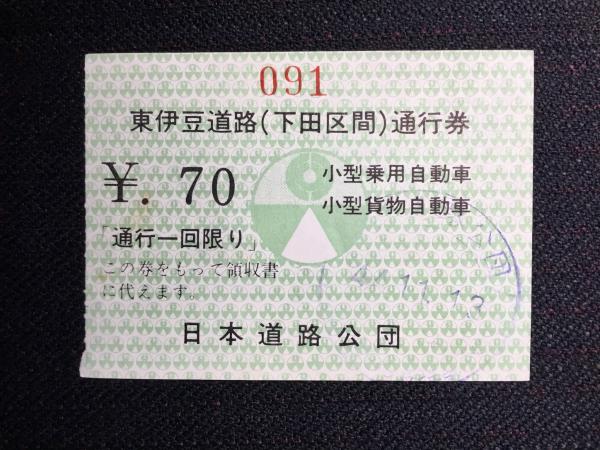 091
東伊豆道路(下田区間)通行券
¥. 70
小型乗用自動車
小型貨物自動車
「通行一回限り」
この券をもって領収書
に代えます。
日本道路公団